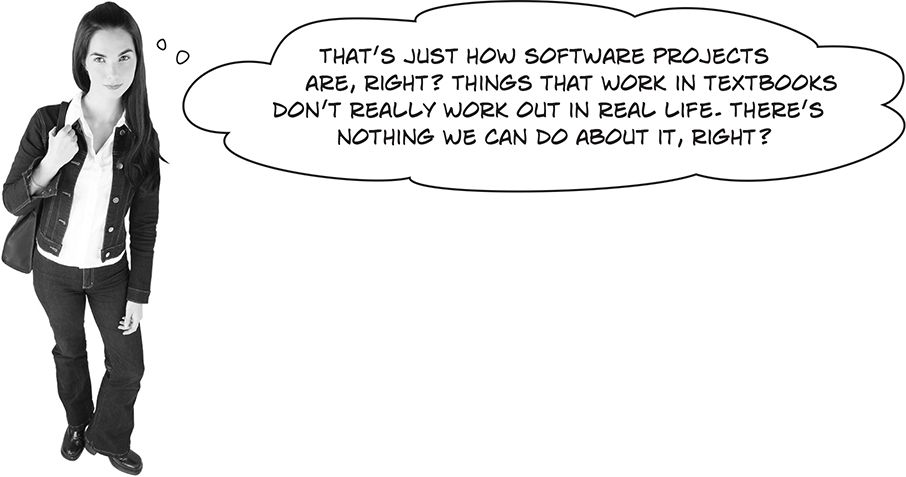 THAT'S JUST HOW SOFTWARE PROJECTS
ARE, RIGHT? THINGS THAT WORK IN TEXTBOOKS
DON'T REALLY WORK OUT IN REAL LIFE. THERE'S
NOTHING WE CAN DO ABOUT IT, RIGHT?